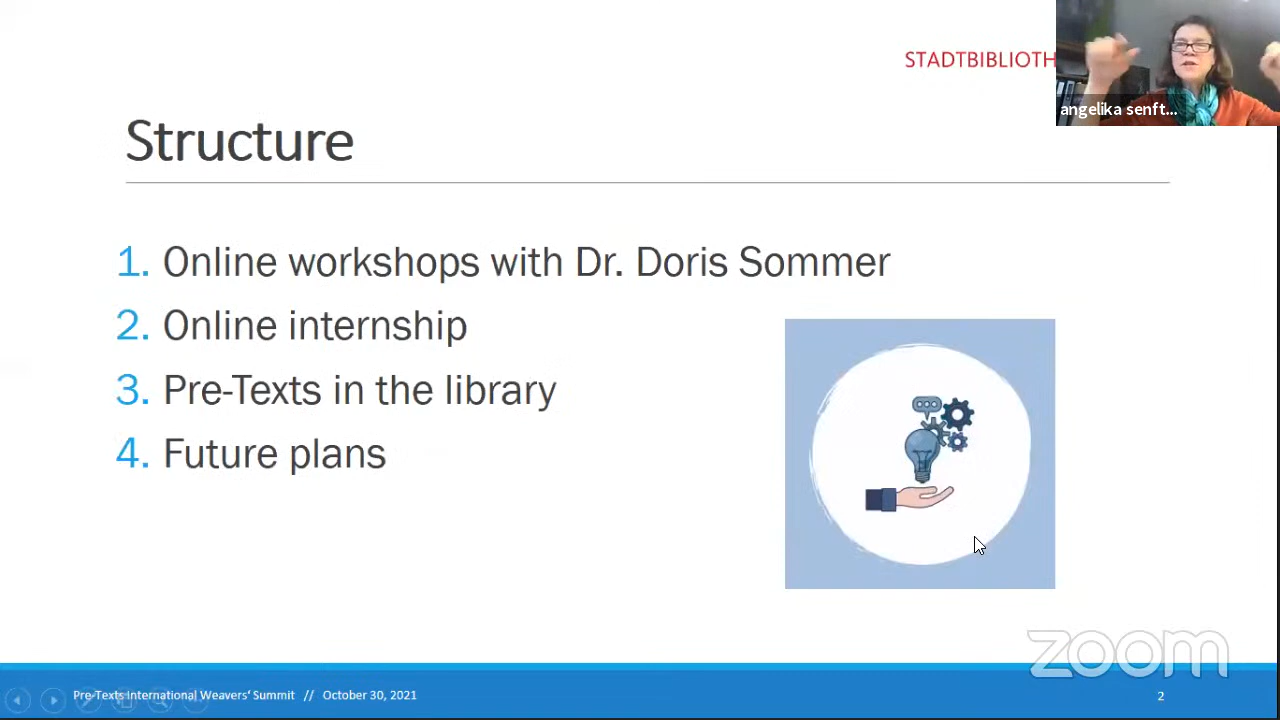 STADTBIBLIOTH
angelika senft...
Structure
1. Online workshops with Dr. Doris Sommer
2. Online internship
3. Pre-Texts in the library
4. Future plans
zoom
Pre-Texts International Weavers' Summit // October 30, 2021
2